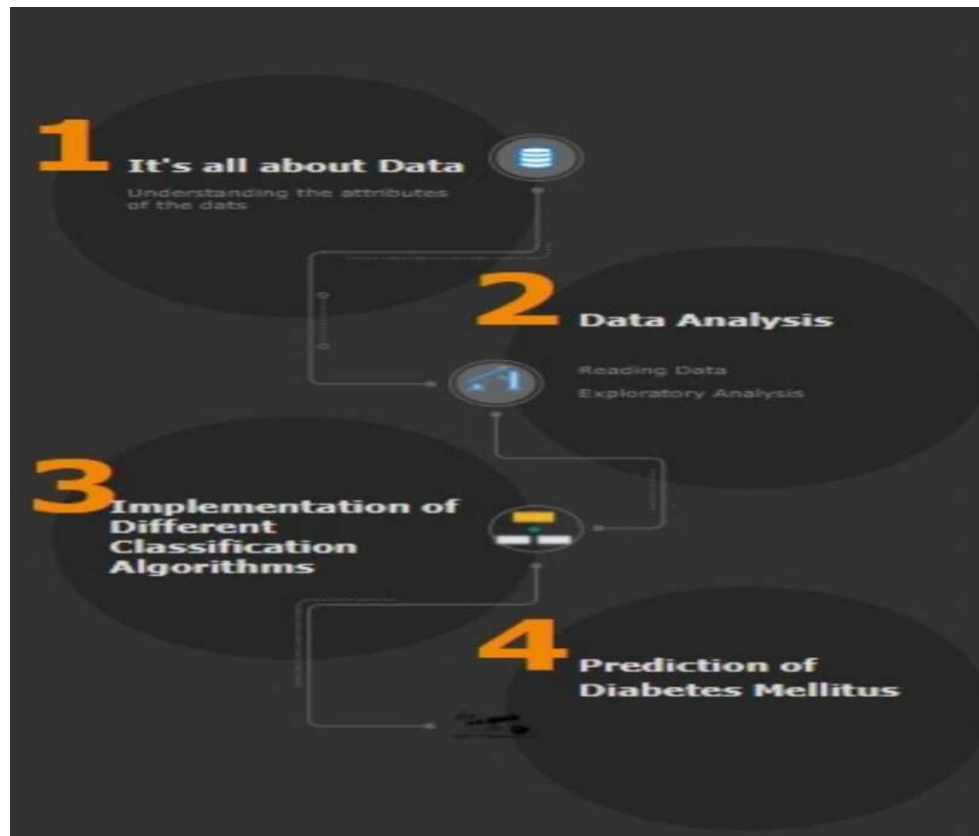 1
It's all about Data
Understanding the attributes
of the dats
2
Data Analysis
Reading Data
Exploratory Analysis
3
Implementation of
Different
Classification
Algorithms
4
Prediction of
Diabetes Mellitus